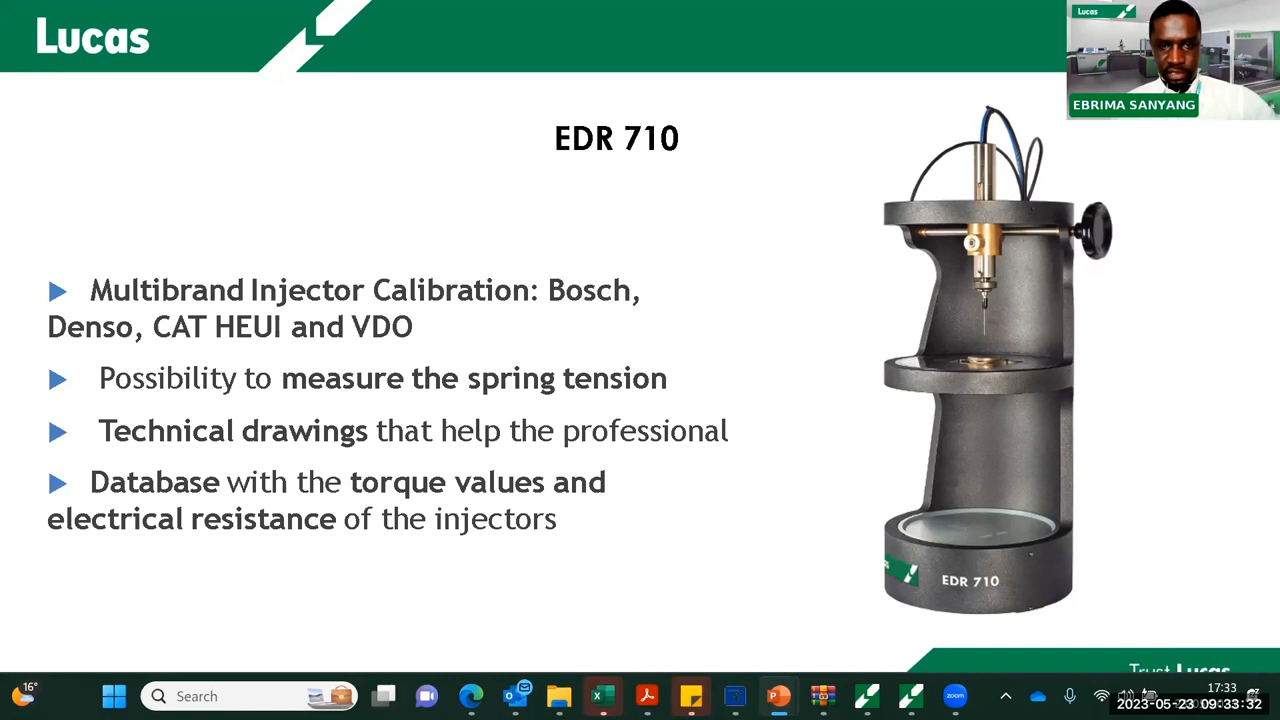 Lucas
Lucas
EBRIMA SANYANG
EDR 710
Multibrand Injector Calibration: Bosch,
Denso, CAT HEUI and VDO
Possibility to measure the spring tension
Technical drawings that help the professional
Database with the torque values and
electrical resistance of the injectors
EDR 710
Trust Lucas
16°
Search
zoom
17:33
2023-05-23 09:33:32